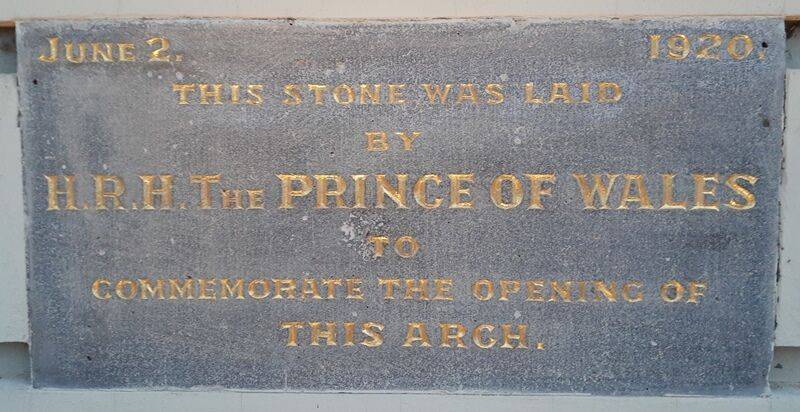 JUNE 2. 1920.
THIS STONE WAS LAID
BY
H.R.H. THE PRINCE OF WALES
TO
COMMEMORATE THE OPENING OF
THIS ARCH.